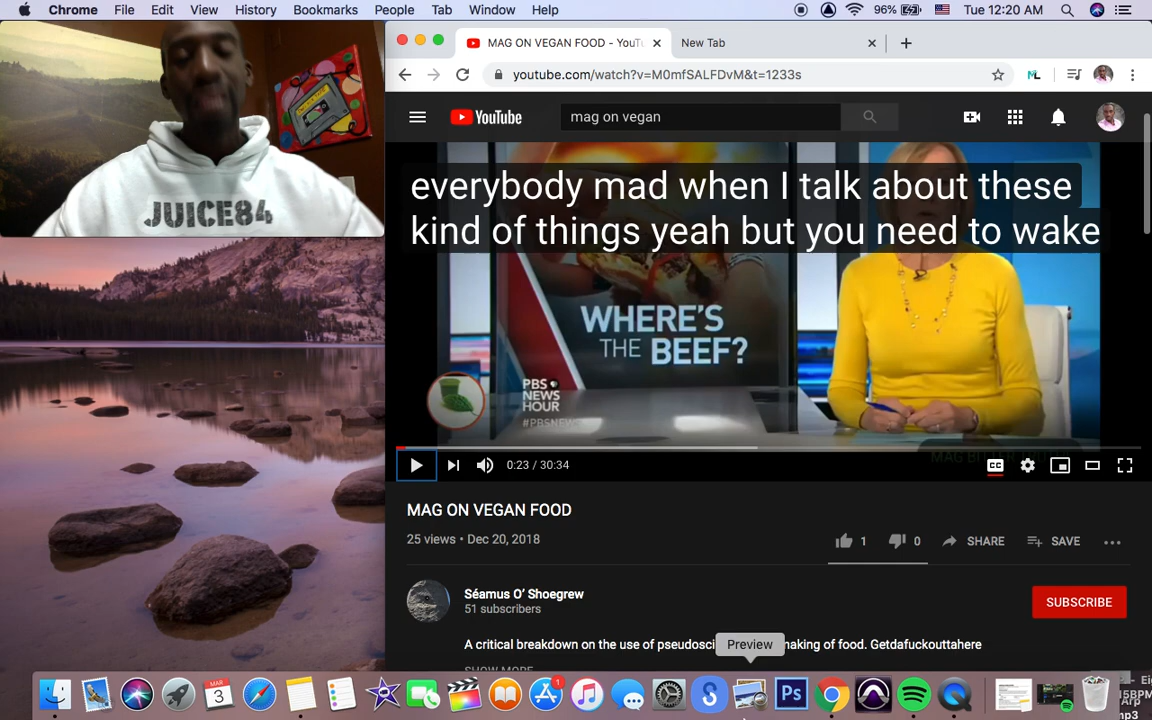 Chrome File Edit View History Bookmarks People Tab Window Help 96% Tue 12:20 AM
MAG ON VEGAN FOOD - YouTu New Tab
youtube.com/watch?v=M0mfSALFDvM&t=1233s
YouTube mag on vegan
JUICE84
everybody mad when I talk about these
kind of things yeah but you need to wake
WHERE'S
THE BEEF?
PBS
NEWS
HOUR
#PBSNEWS
0:23 / 30:34 CC
MAG ON VEGAN FOOD
25 views • Dec 20, 2018 1 0 SHARE SAVE
Séamus O' Shoegrew
51 subscribers SUBSCRIBE
A critical breakdown on the use of pseudosci making of food. Getdafuckouttahere
Preview
SHOW MORE
MAR
3
1
Ps